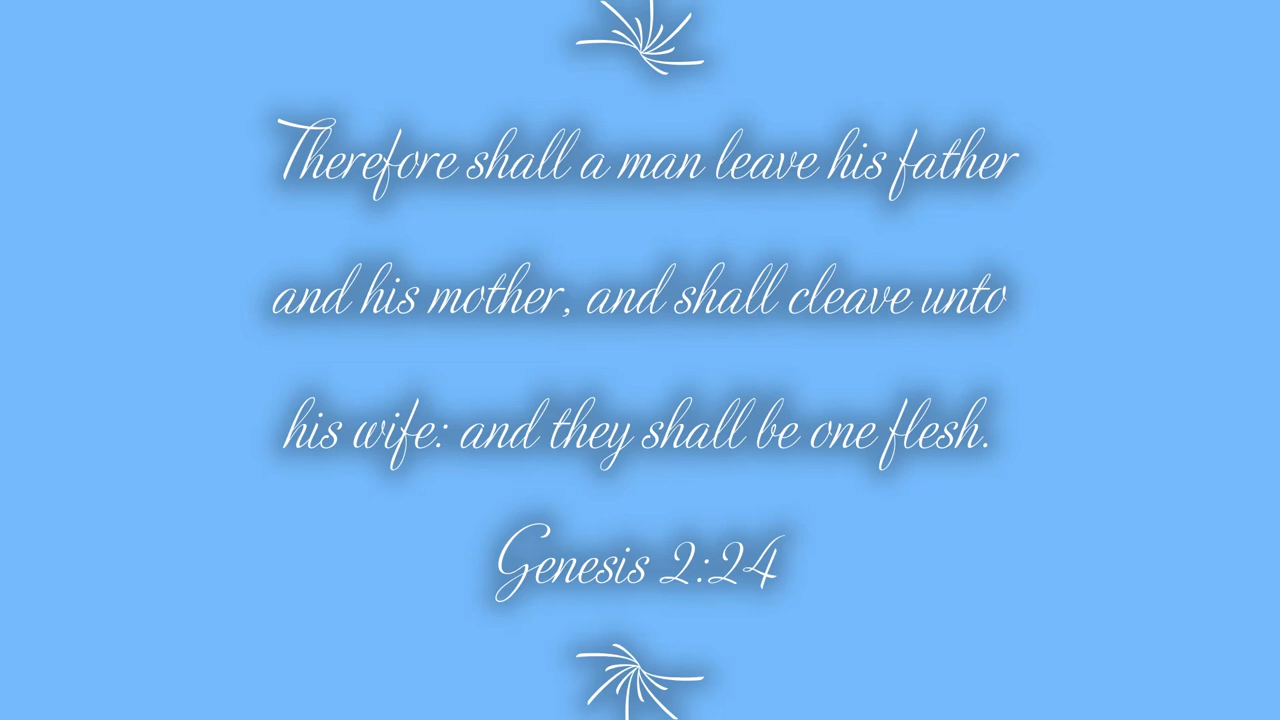 Therefore shall a man leave his father
and his mother, and shall cleave unto
his wife: and they shall be one flesh.
Genesis 2:24